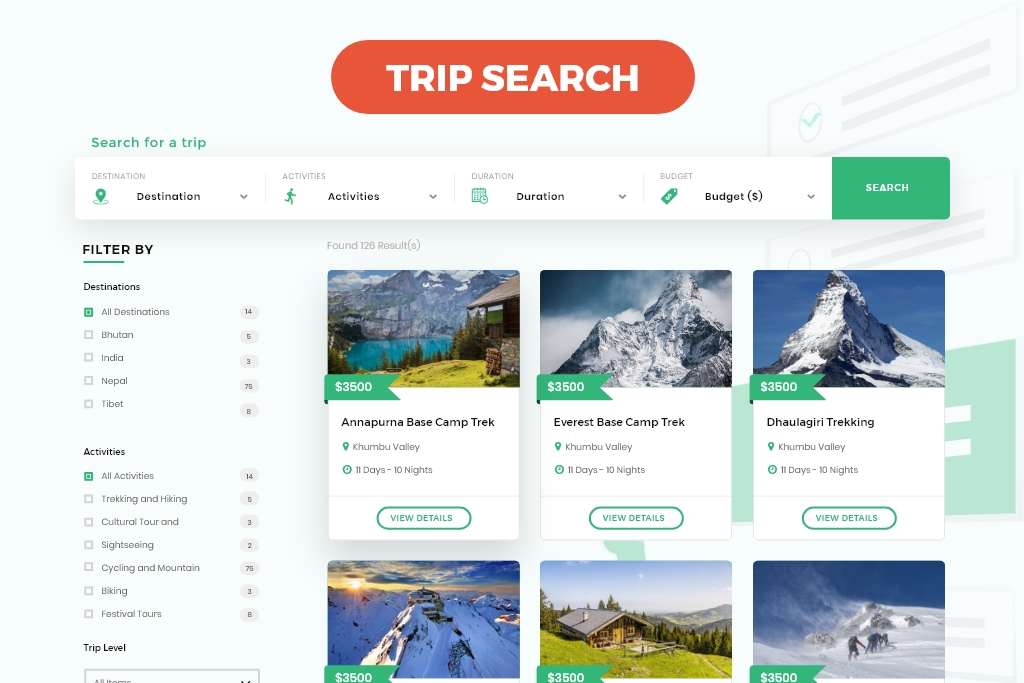 TRIP SEARCH
Search for a trip
DESTINATION
Destination
ACTIVITIES
Activities
DURATION
Duration
BUDGET
Budget ($)
SEARCH
FILTER BY
Destinations
All Destinations 14
Bhutan 5
India 3
Nepal 75
Tibet 8
Activities
All Activities 14
Trekking and Hiking 5
Cultural Tour and 3
Sightseeing 2
Cycling and Mountain 75
Biking 3
Festival Tours 8
Trip Level
All Items
Found 126 Result(s)
$3500
Annapurna Base Camp Trek
Khumbu Valley
11 Days - 10 Nights
VIEW DETAILS
$3500
Everest Base Camp Trek
Khumbu Valley
11 Days - 10 Nights
VIEW DETAILS
$3500
Dhaulagiri Trekking
Khumbu Valley
11 Days - 10 Nights
VIEW DETAILS
$3500
$3500
$3500